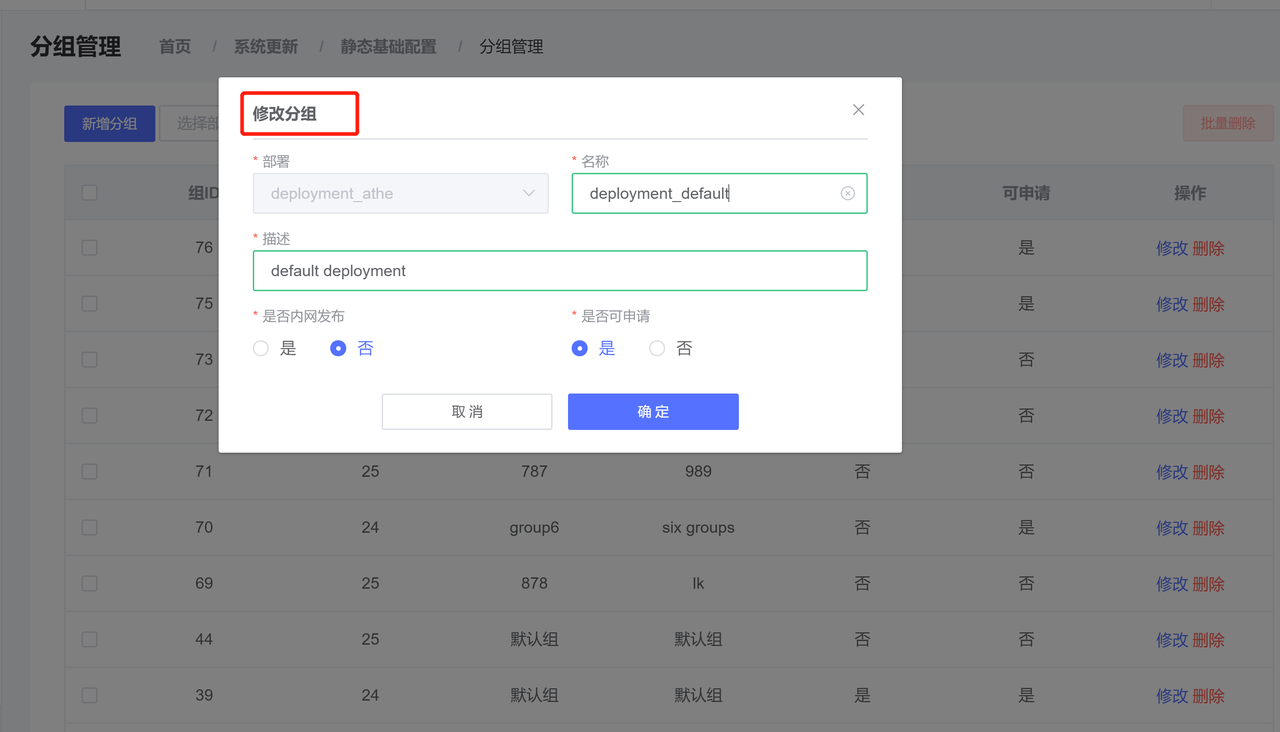 分组管理 首页 / 系统更新 / 静态基础配置 / 分组管理
新增分组 选择部 批量删除
修改分组
* 部署 * 名称
deployment_athe deployment_default
* 描述
default deployment
* 是否内网发布 * 是否可申请
是 否 是 否
取消 确定
组ID 可申请 操作
76 是 修改 删除
75 是 修改 删除
73 否 修改 删除
72 否 修改 删除
71 25 787 989 否 否 修改 删除
70 24 group6 six groups 否 是 修改 删除
69 25 878 lk 否 否 修改 删除
44 25 默认组 默认组 否 否 修改 删除
39 24 默认组 默认组 是 是 修改 删除